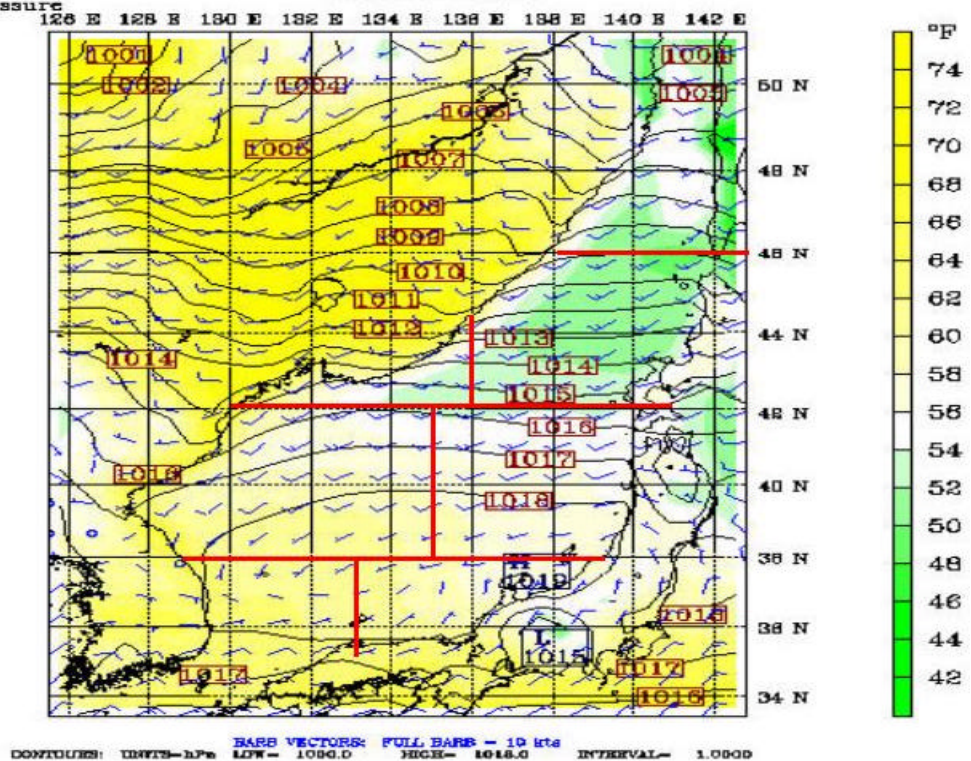 ssure
126 E 128 E 130 E 132 E 134 E 136 E 138 E 140 E 142 E
°F
1001
1004
1002
1004
50 N
74
1005
1005
72
1006
1007
70
48 N
68
1008
66
1009
46 N
64
1010
62
1011
1012
1013
44 N
60
1014
1014
58
1015
42 N
56
1016
1017
54
1018
40 N
52
1018
50
38 N
48
H
1019
46
1018
36 N
44
L
1015
1017
1017
42
1016
34 N
BARB VECTORS: FULL BARB = 10 kts
CONTOURS: UNITS=hPa LOW= 1000.0 HIGH= 1018.0 INTERVAL= 1.0000